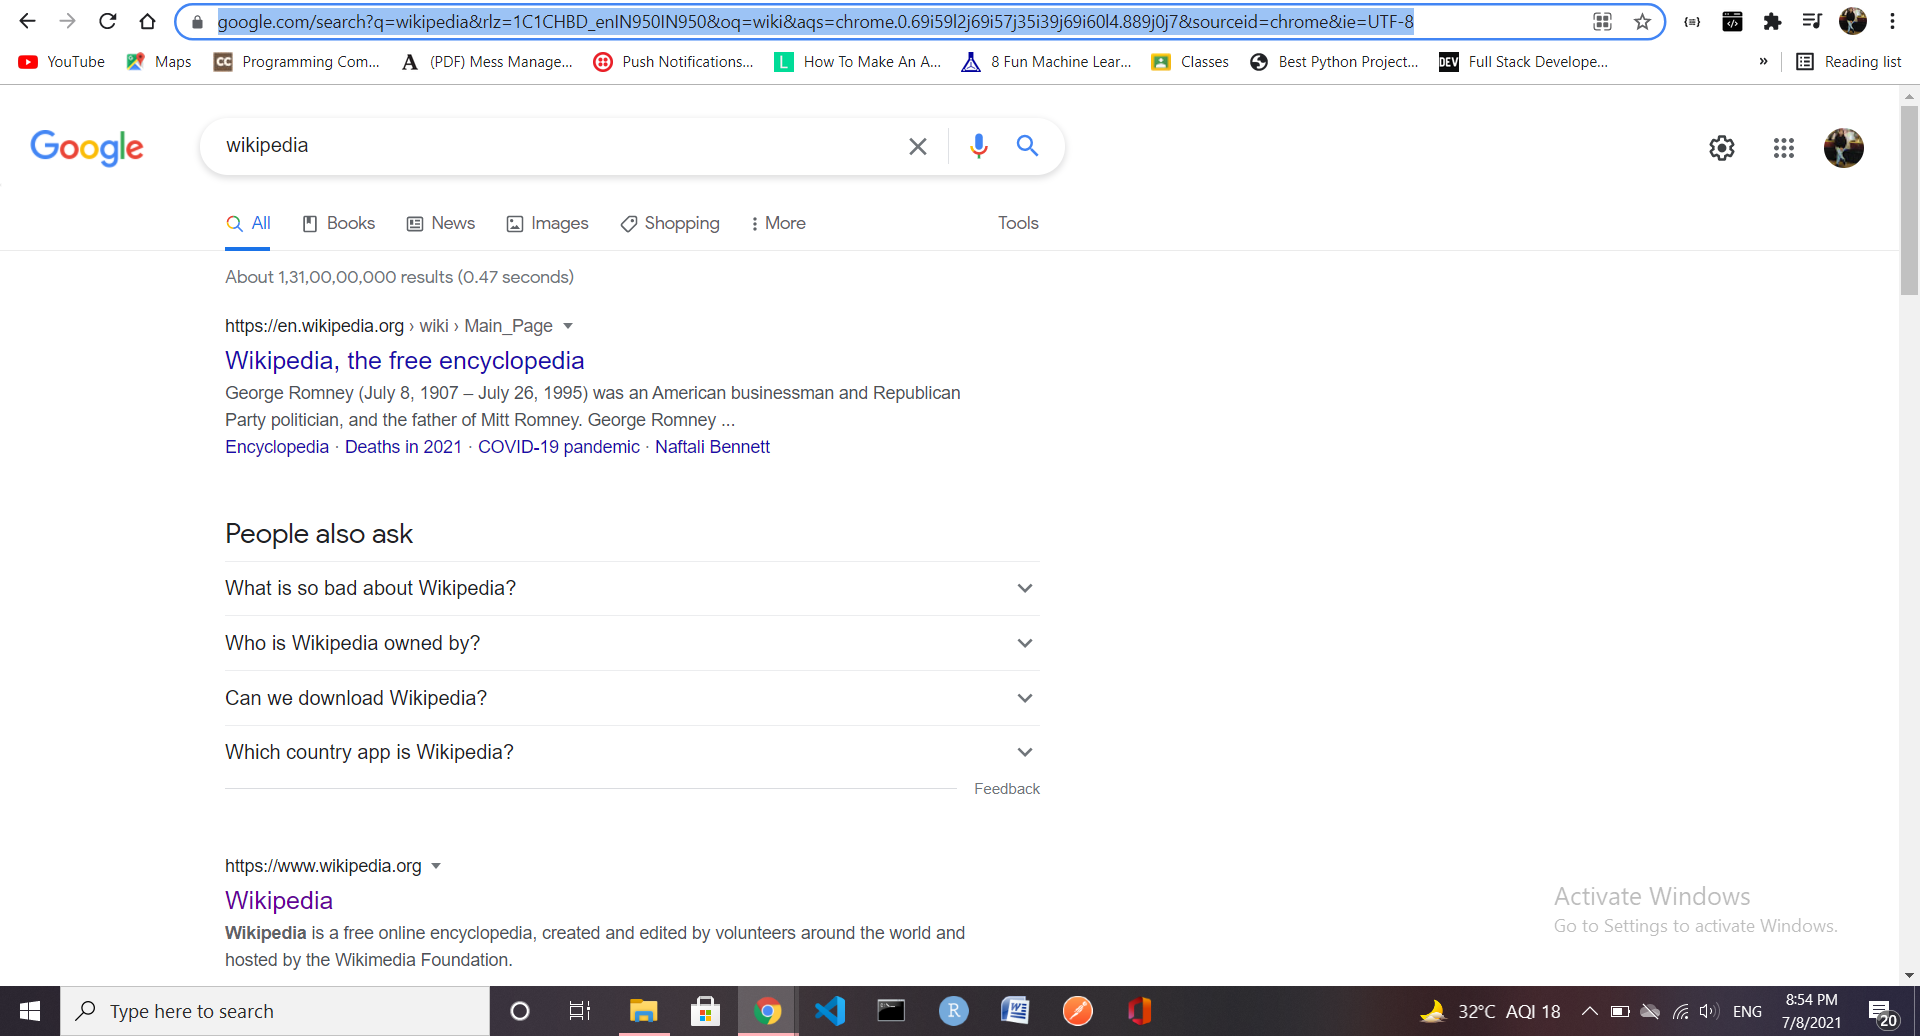 google.com/search?q=wikipedia&rlz=1C1CHBD_enIN950IN950&oq=wiki&aqs=chrome.0.69i59l2j69i57j35i39j69i60l4.889j0j7&sourceid=chrome&ie=UTF-8
YouTube Maps CC Programming Com... A (PDF) Mess Manage... Push Notifications... L How To Make An A... 8 Fun Machine Lear... Classes Best Python Project... DEV Full Stack Develope... » Reading list
Google wikipedia
All Books News Images Shopping More Tools
About 1,31,00,00,000 results (0.47 seconds)
https://en.wikipedia.org › wiki › Main_Page
Wikipedia, the free encyclopedia
George Romney (July 8, 1907 – July 26, 1995) was an American businessman and Republican
Party politician, and the father of Mitt Romney. George Romney ...
Encyclopedia · Deaths in 2021 · COVID-19 pandemic · Naftali Bennett
People also ask
What is so bad about Wikipedia?
Who is Wikipedia owned by?
Can we download Wikipedia?
Which country app is Wikipedia?
Feedback
https://www.wikipedia.org
Wikipedia
Wikipedia is a free online encyclopedia, created and edited by volunteers around the world and
hosted by the Wikimedia Foundation.
Activate Windows
Go to Settings to activate Windows.
Type here to search R W 32°C AQI 18 ENG 8:54 PM
7/8/2021 20